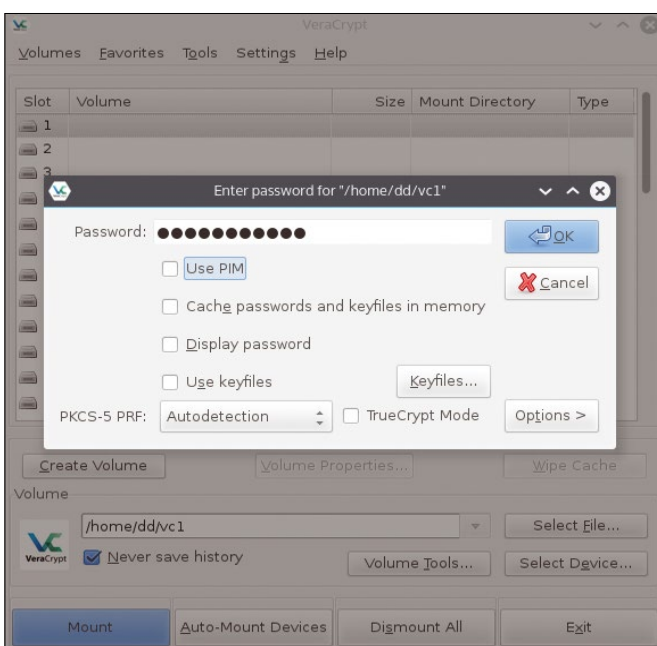 VeraCrypt
Volumes Favorites Tools Settings Help
Slot Volume Size Mount Directory Type
1
2
3
Enter password for "/home/dd/vc1"
Password: ●●●●●●●●●●●
OK
Use PIM
Cancel
Cache passwords and keyfiles in memory
Display password
Use keyfiles Keyfiles...
PKCS-5 PRF: Autodetection TrueCrypt Mode Options >
Create Volume Volume Properties... Wipe Cache
Volume
/home/dd/vc1 Select File...
VeraCrypt Never save history Volume Tools... Select Device...
Mount Auto-Mount Devices Dismount All Exit